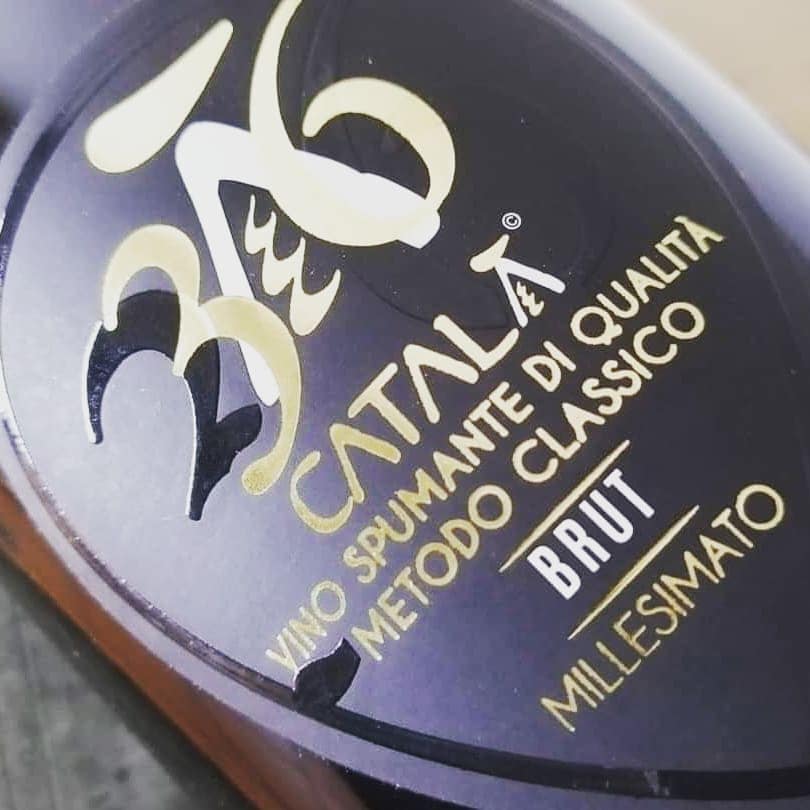 36
CATALÀ©
VINO SPUMANTE DI QUALITÀ
METODO CLASSICO
BRUT
MILLESIMATO